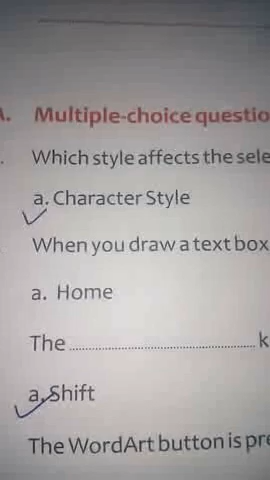 A. Multiple-choice questio
Which style affects the sele
a. Character Style
When you draw a text box
a. Home
The ........................................ k
a. Shift
The WordArt button is pre